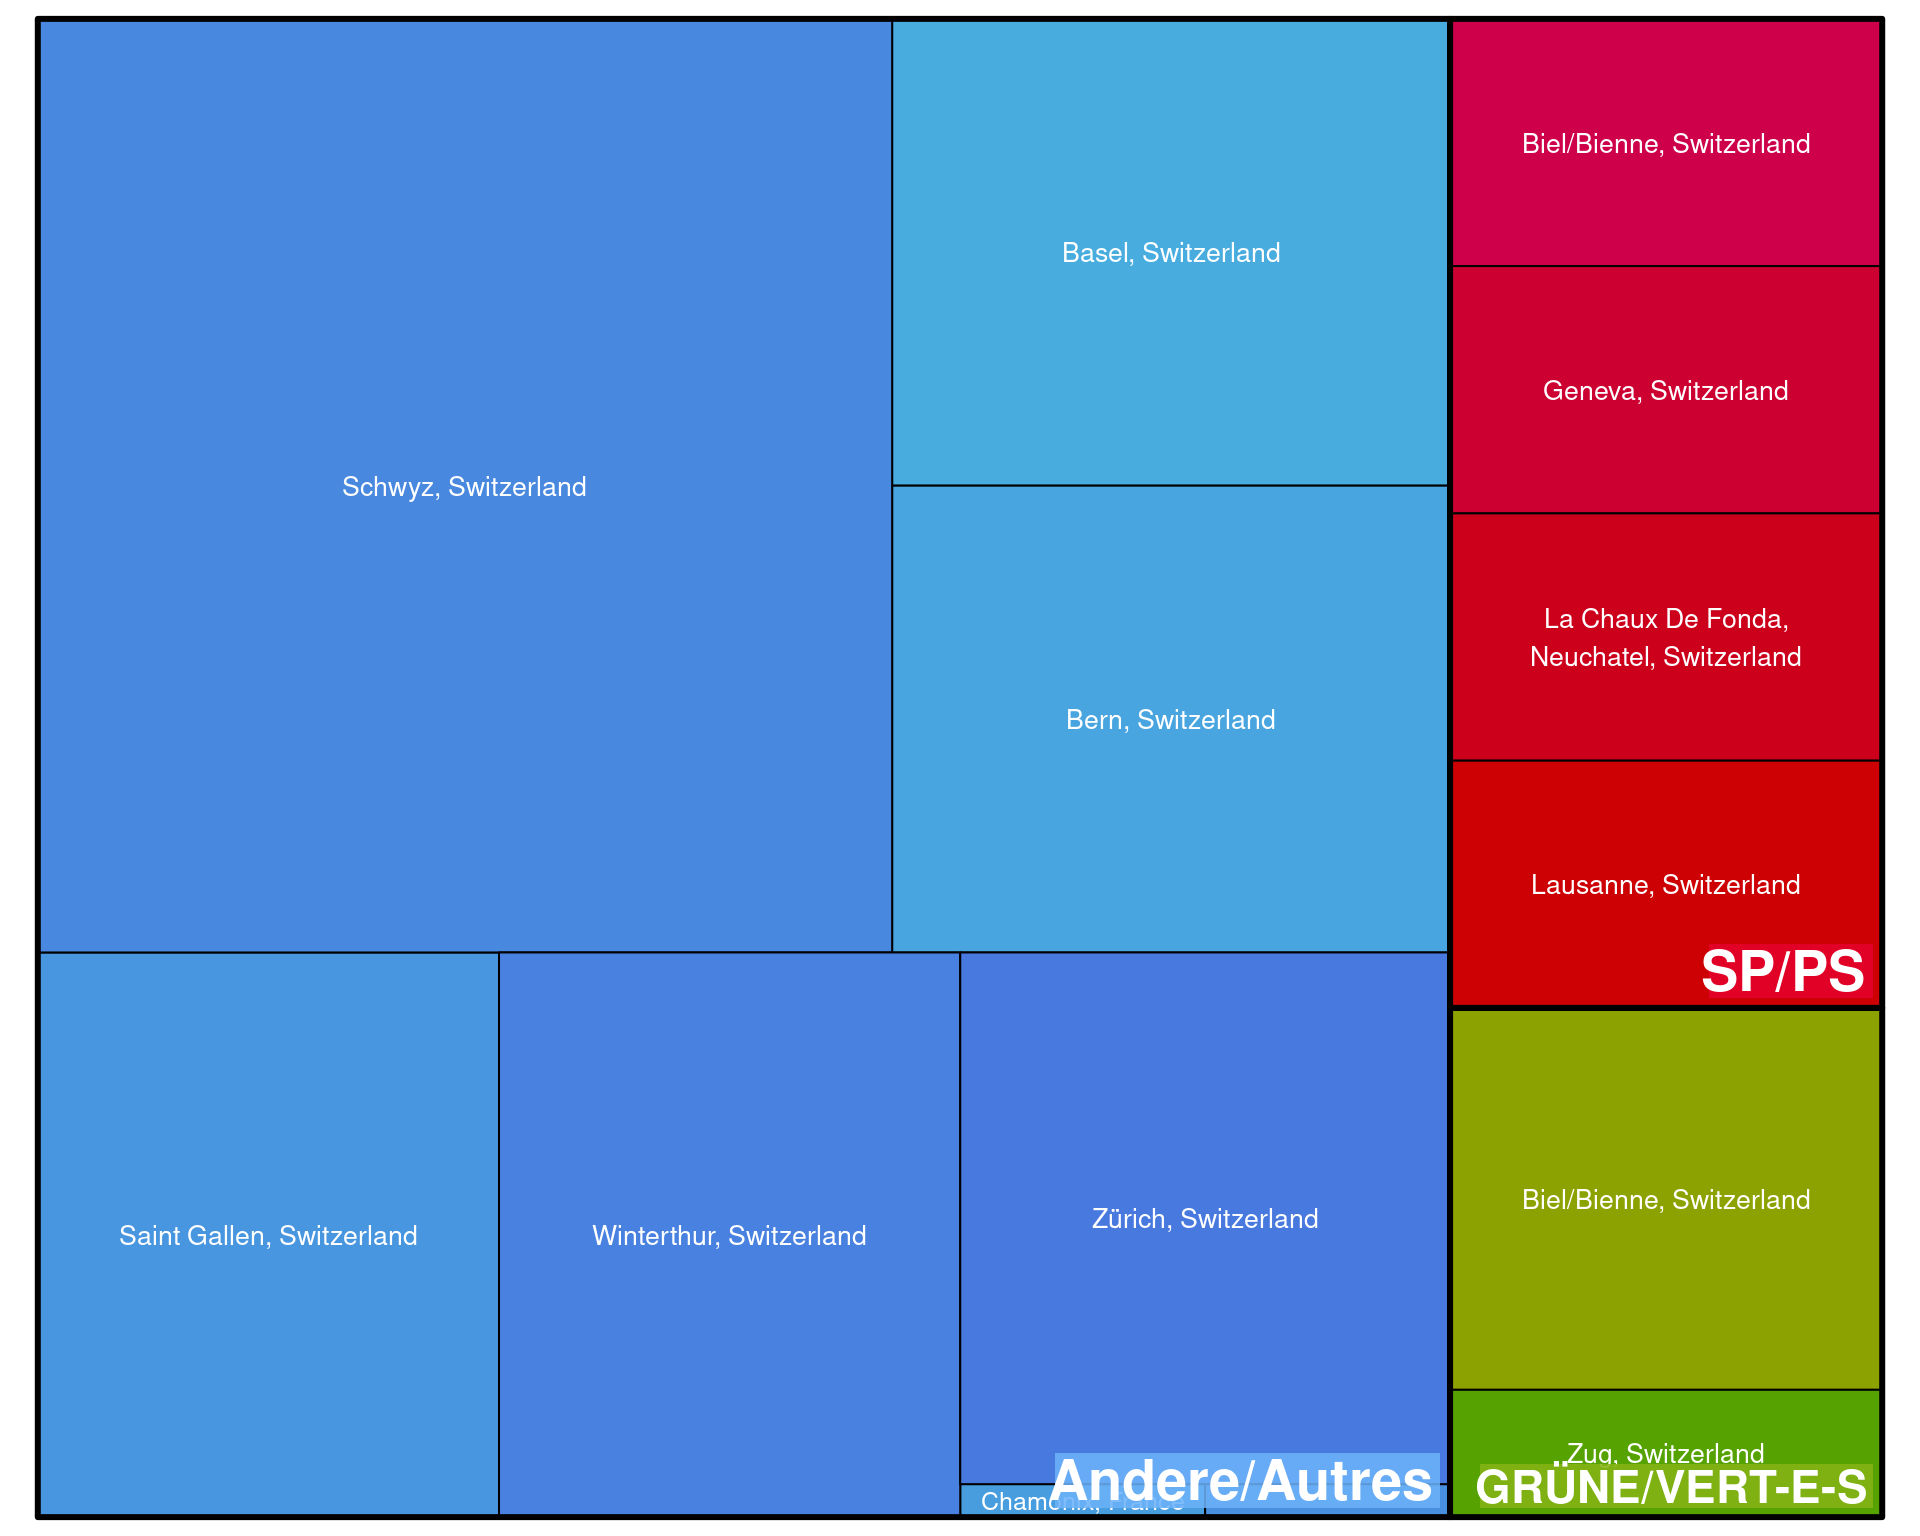 Schwyz, Switzerland
Basel, Switzerland
Bern, Switzerland
Saint Gallen, Switzerland
Winterthur, Switzerland
Zürich, Switzerland
Chamonix, France
Andere/Autres
Biel/Bienne, Switzerland
Geneva, Switzerland
La Chaux De Fonda,
Neuchatel, Switzerland
Lausanne, Switzerland
SP/PS
Biel/Bienne, Switzerland
Zug, Switzerland
GRÜNE/VERT-E-S